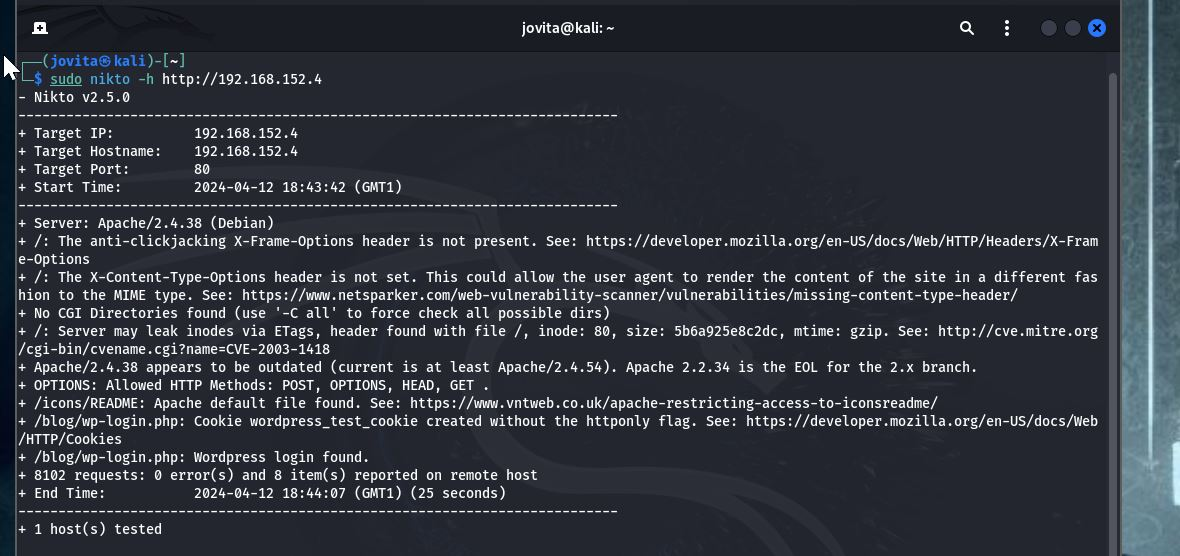 jovita@kali: ~
┌──(jovita㉿kali)-[~]
└─$ sudo nikto -h http://192.168.152.4
- Nikto v2.5.0
---------------------------------------------------------------------------
+ Target IP:          192.168.152.4
+ Target Hostname:    192.168.152.4
+ Target Port:        80
+ Start Time:         2024-04-12 18:43:42 (GMT1)
---------------------------------------------------------------------------
+ Server: Apache/2.4.38 (Debian)
+ /: The anti-clickjacking X-Frame-Options header is not present. See: https://developer.mozilla.org/en-US/docs/Web/HTTP/Headers/X-Fram
e-Options
+ /: The X-Content-Type-Options header is not set. This could allow the user agent to render the content of the site in a different fas
hion to the MIME type. See: https://www.netsparker.com/web-vulnerability-scanner/vulnerabilities/missing-content-type-header/
+ No CGI Directories found (use '-C all' to force check all possible dirs)
+ /: Server may leak inodes via ETags, header found with file /, inode: 80, size: 5b6a925e8c2dc, mtime: gzip. See: http://cve.mitre.org
/cgi-bin/cvename.cgi?name=CVE-2003-1418
+ Apache/2.4.38 appears to be outdated (current is at least Apache/2.4.54). Apache 2.2.34 is the EOL for the 2.x branch.
+ OPTIONS: Allowed HTTP Methods: POST, OPTIONS, HEAD, GET .
+ /icons/README: Apache default file found. See: https://www.vntweb.co.uk/apache-restricting-access-to-iconsreadme/
+ /blog/wp-login.php: Cookie wordpress_test_cookie created without the httponly flag. See: https://developer.mozilla.org/en-US/docs/Web
/HTTP/Cookies
+ /blog/wp-login.php: Wordpress login found.
+ 8102 requests: 0 error(s) and 8 item(s) reported on remote host
+ End Time:           2024-04-12 18:44:07 (GMT1) (25 seconds)
---------------------------------------------------------------------------
+ 1 host(s) tested